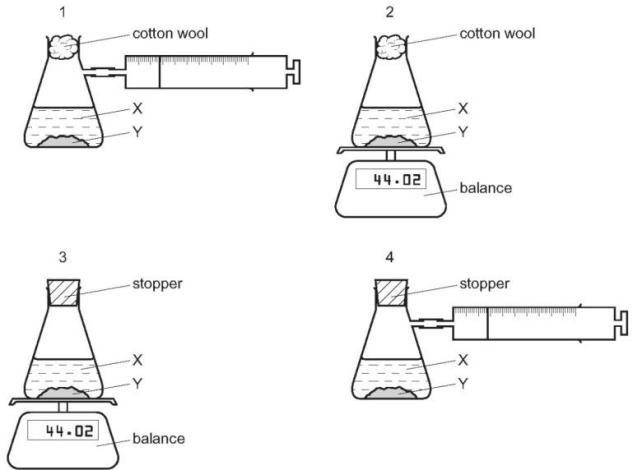 1
cotton wool
X
Y
2
cotton wool
X
Y
44.02
balance
3
stopper
X
Y
44.02
balance
4
stopper
X
Y